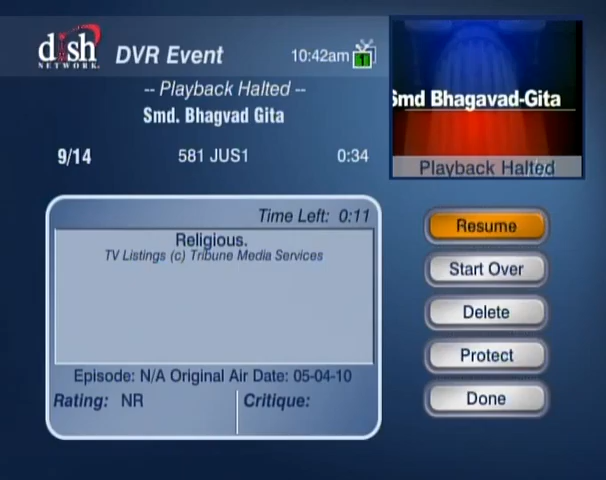 dish
NETWORK
DVR Event
10:42am
1
-- Playback Halted --
Smd. Bhagvad Gita
9/14 581 JUS1 0:34
Smd Bhagavad-Gita
Playback Halted
Time Left: 0:11
Religious.
TV Listings (c) Tribune Media Services
Episode: N/A Original Air Date: 05-04-10
Rating: NR Critique:
Resume
Start Over
Delete
Protect
Done